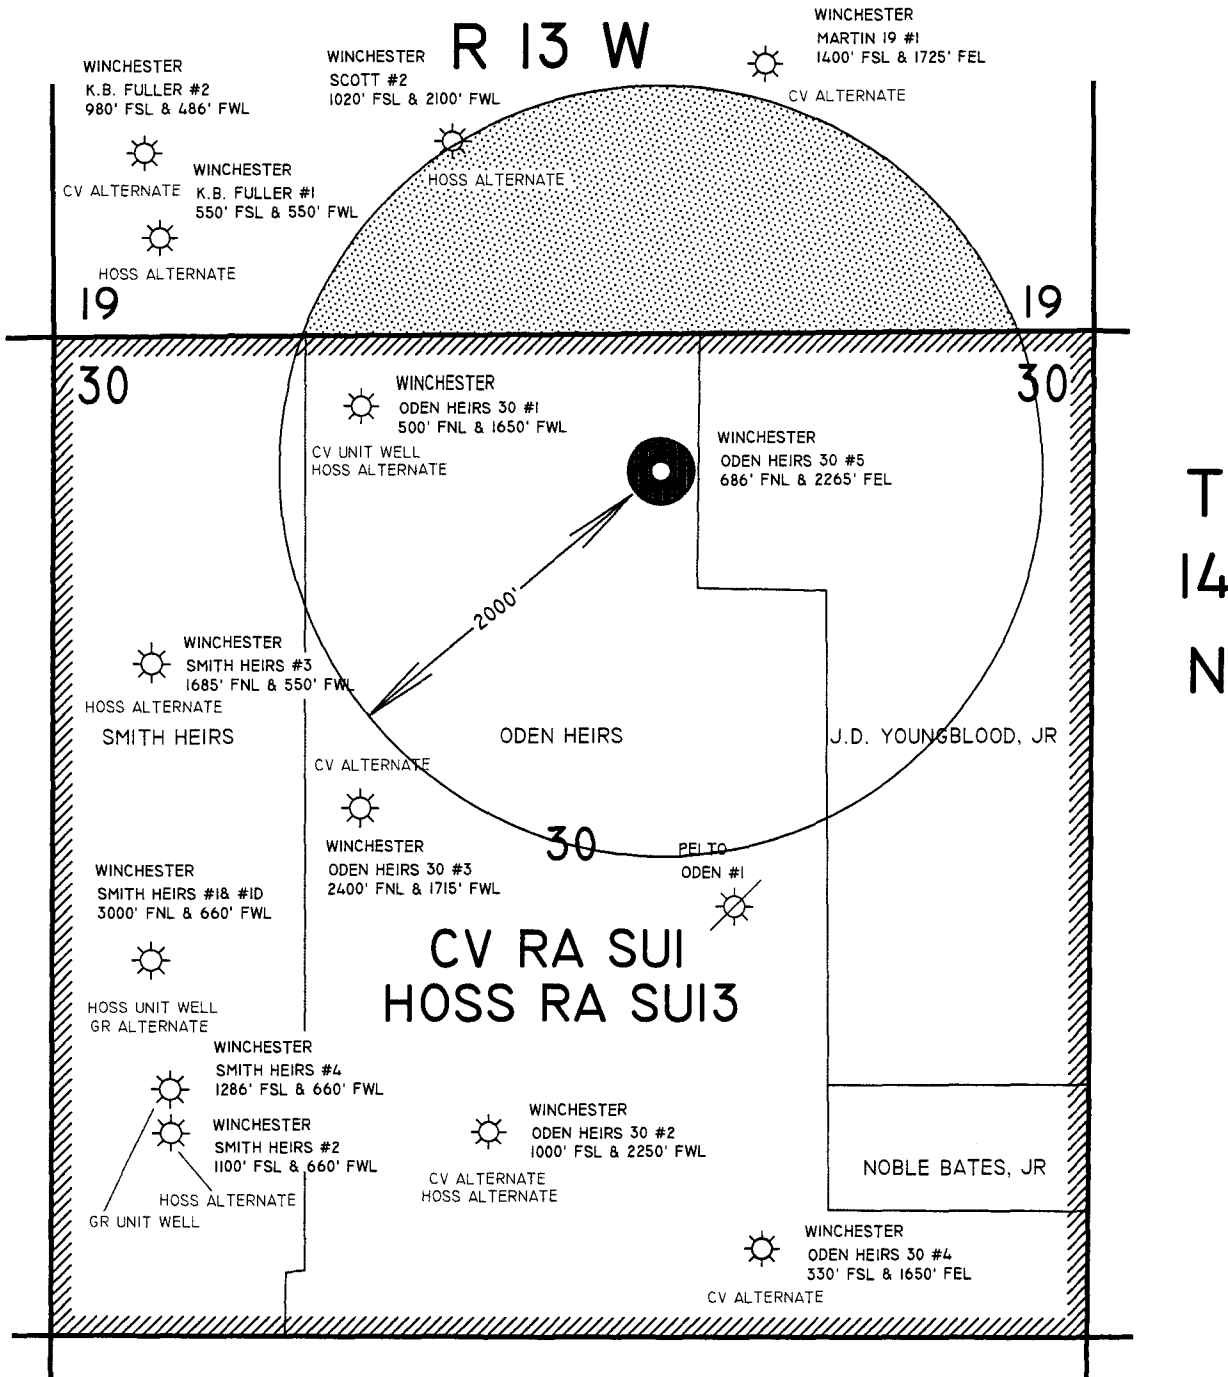 R 13 W
WINCHESTER
MARTIN 19 #1
1400' FSL & 1725' FEL
CV ALTERNATE
WINCHESTER
SCOTT #2
1020' FSL & 2100' FWL
HOSS ALTERNATE
WINCHESTER
K.B. FULLER #2
980' FSL & 486' FWL
CV ALTERNATE
WINCHESTER
K.B. FULLER #1
550' FSL & 550' FWL
HOSS ALTERNATE
19
19
30
30
WINCHESTER
ODEN HEIRS 30 #1
500' FNL & 1650' FWL
CV UNIT WELL
HOSS ALTERNATE
WINCHESTER
ODEN HEIRS 30 #5
686' FNL & 2265' FEL
T
14
N
2000'
WINCHESTER
SMITH HEIRS #3
1685' FNL & 550' FWL
HOSS ALTERNATE
SMITH HEIRS
ODEN HEIRS
J.D. YOUNGBLOOD, JR
CV ALTERNATE
WINCHESTER
ODEN HEIRS 30 #3
2400' FNL & 1715' FWL
30
PELTO
ODEN #1
WINCHESTER
SMITH HEIRS #1& #1D
3000' FNL & 660' FWL
HOSS UNIT WELL
GR ALTERNATE
CV RA SU1
HOSS RA SU13
WINCHESTER
SMITH HEIRS #4
1286' FSL & 660' FWL
WINCHESTER
SMITH HEIRS #2
1100' FSL & 660' FWL
HOSS ALTERNATE
GR UNIT WELL
WINCHESTER
ODEN HEIRS 30 #2
1000' FSL & 2250' FWL
CV ALTERNATE
HOSS ALTERNATE
NOBLE BATES, JR
WINCHESTER
ODEN HEIRS 30 #4
330' FSL & 1650' FEL
CV ALTERNATE